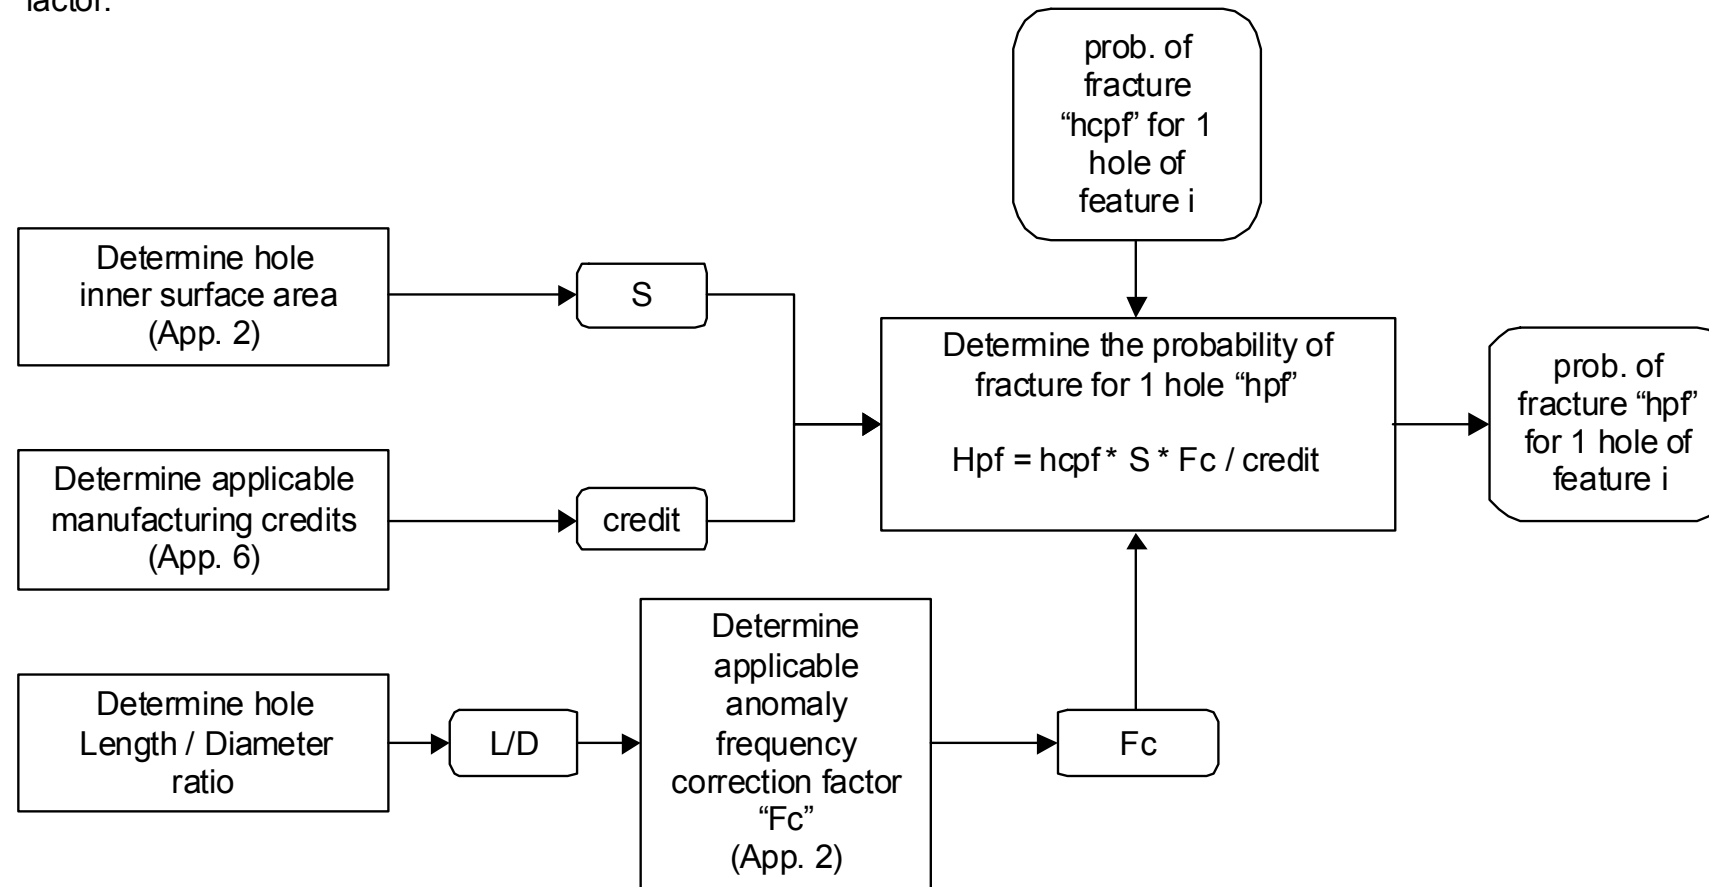 factor.
prob. of
fracture
“hcpf” for 1
hole of
feature i
Determine hole
inner surface area
(App. 2)
S
Determine the probability of
fracture for 1 hole “hpf”
Hpf = hcpf * S * Fc / credit
prob. of
fracture “hpf”
for 1 hole of
feature i
Determine applicable
manufacturing credits
(App. 6)
credit
Determine hole
Length / Diameter
ratio
L/D
Determine
applicable
anomaly
frequency
correction factor
“Fc”
(App. 2)
Fc